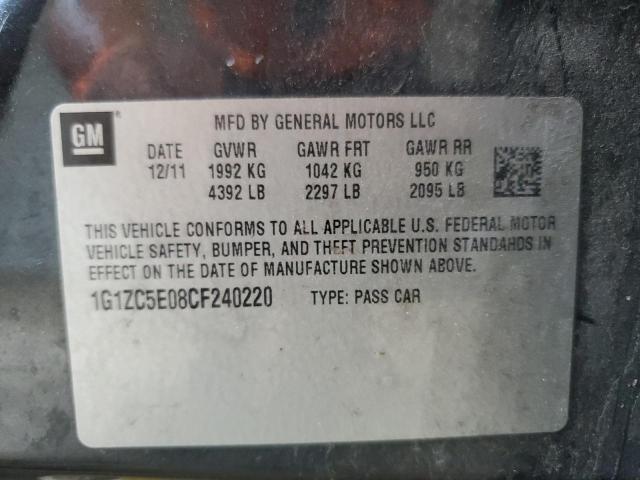 GM
MFD BY GENERAL MOTORS LLC
DATE GVWR GAWR FRT GAWR RR
12/11 1992 KG 1042 KG 950 KG
4392 LB 2297 LB 2095 LB
THIS VEHICLE CONFORMS TO ALL APPLICABLE U.S. FEDERAL MOTOR
VEHICLE SAFETY, BUMPER, AND THEFT PREVENTION STANDARDS IN
EFFECT ON THE DATE OF MANUFACTURE SHOWN ABOVE.
1G1ZC5E08CF240220 TYPE: PASS CAR